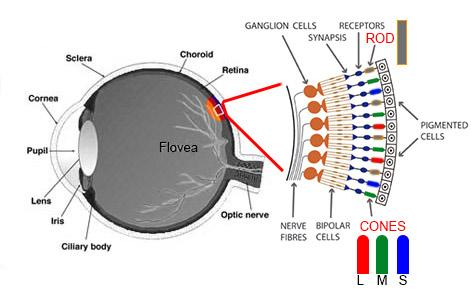 GANGLION CELLS
RECEPTORS
SYNAPSIS
ROD
Choroid
Sclera
Retina
Cornea
Flovea
PIGMENTED
CELLS
Pupil
Lens
Iris
Optic nerve
Ciliary body
NERVE
FIBRES
BIPOLAR
CELLS
CONES
L M S